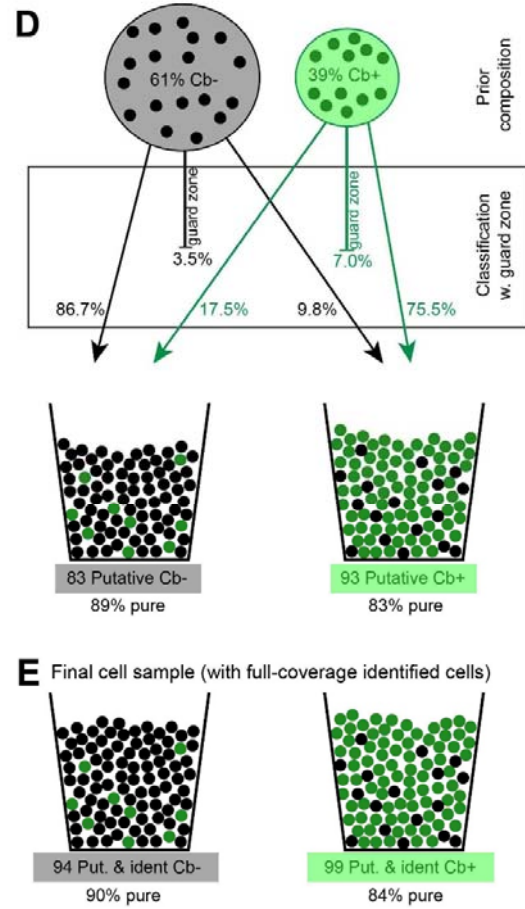 D
61% Cb-
39% Cb+
Prior
composition
guard zone
guard zone
3.5%
7.0%
Classification
w. guard zone
86.7%
17.5%
9.8%
75.5%
83 Putative Cb-
93 Putative Cb+
89% pure
83% pure
E Final cell sample (with full-coverage identified cells)
94 Put. & ident Cb-
99 Put. & ident Cb+
90% pure
84% pure